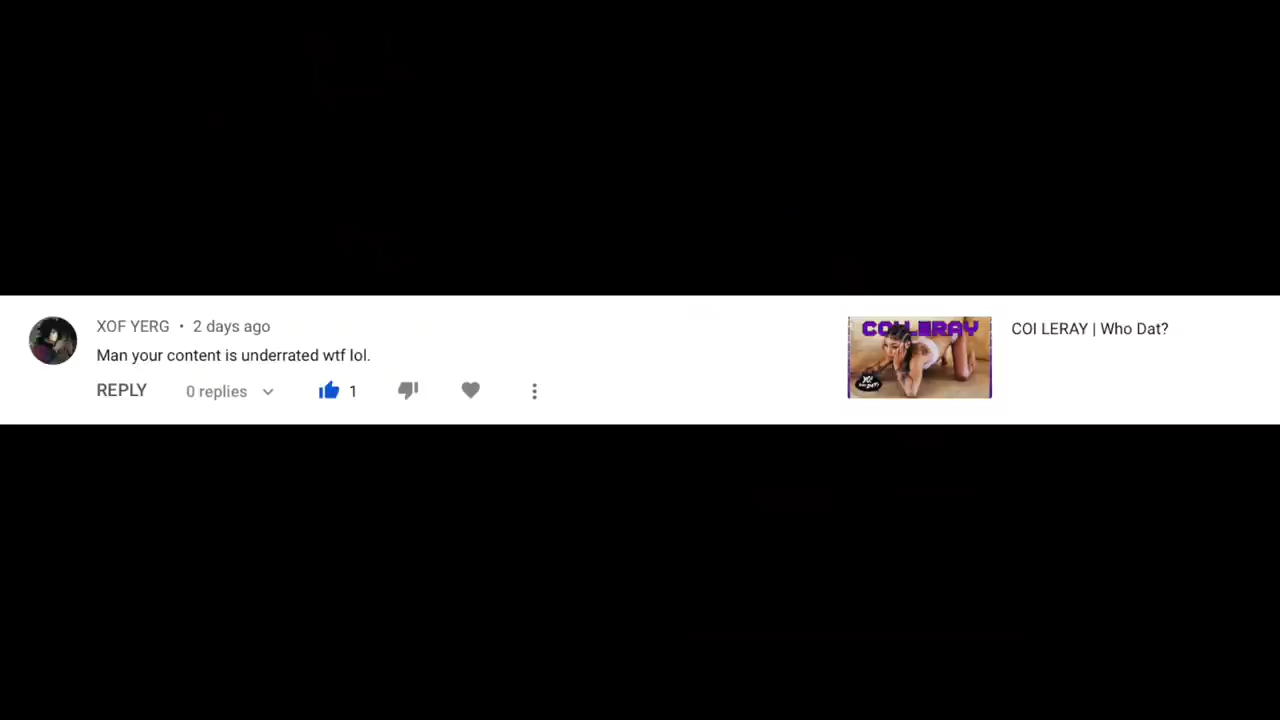 XOF YERG • 2 days ago
Man your content is underrated wtf lol.
REPLY 0 replies 1
COI LERAY
COI LERAY | Who Dat?